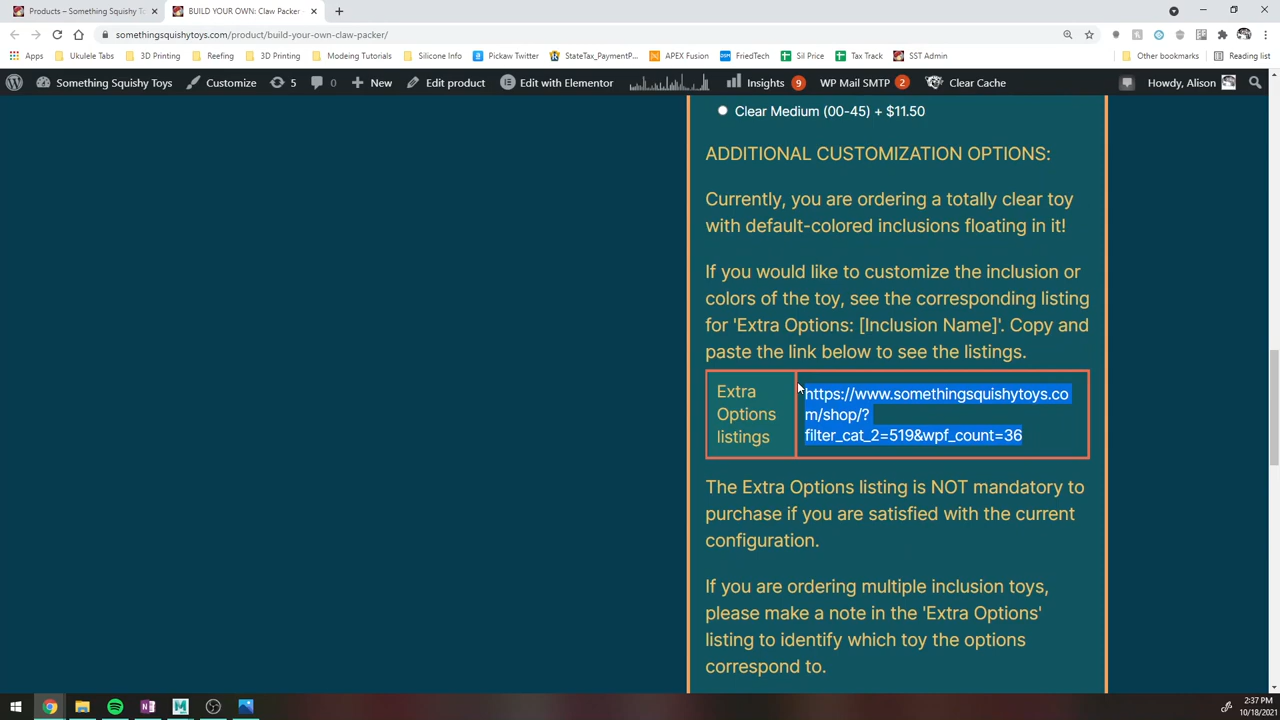 Products – Something Squishy To
BUILD YOUR OWN: Claw Packer
somethingsquishytoys.com/product/build-your-own-claw-packer/
Apps
Ukulele Tabs
3D Printing
Reefing
3D Printing
Modeing Tutorials
Silicone Info
Pickaw Twitter
StateTax_PaymentP...
APEX Fusion
FriedTech
Sil Price
Tax Track
SST Admin
Other bookmarks
Reading list
Something Squishy Toys
Customize
5
0
New
Edit product
Edit with Elementor
Insights 9
WP Mail SMTP 2
Clear Cache
Howdy, Alison
Clear Medium (00-45) + $11.50
ADDITIONAL CUSTOMIZATION OPTIONS:
Currently, you are ordering a totally clear toy
with default-colored inclusions floating in it!
If you would like to customize the inclusion or
colors of the toy, see the corresponding listing
for 'Extra Options: [Inclusion Name]'. Copy and
paste the link below to see the listings.
Extra
Options
listings
https://www.somethingsquishytoys.co
m/shop/?
filter_cat_2=519&wpf_count=36
The Extra Options listing is NOT mandatory to
purchase if you are satisfied with the current
configuration.
If you are ordering multiple inclusion toys,
please make a note in the 'Extra Options'
listing to identify which toy the options
correspond to.
2:37 PM
10/18/2021